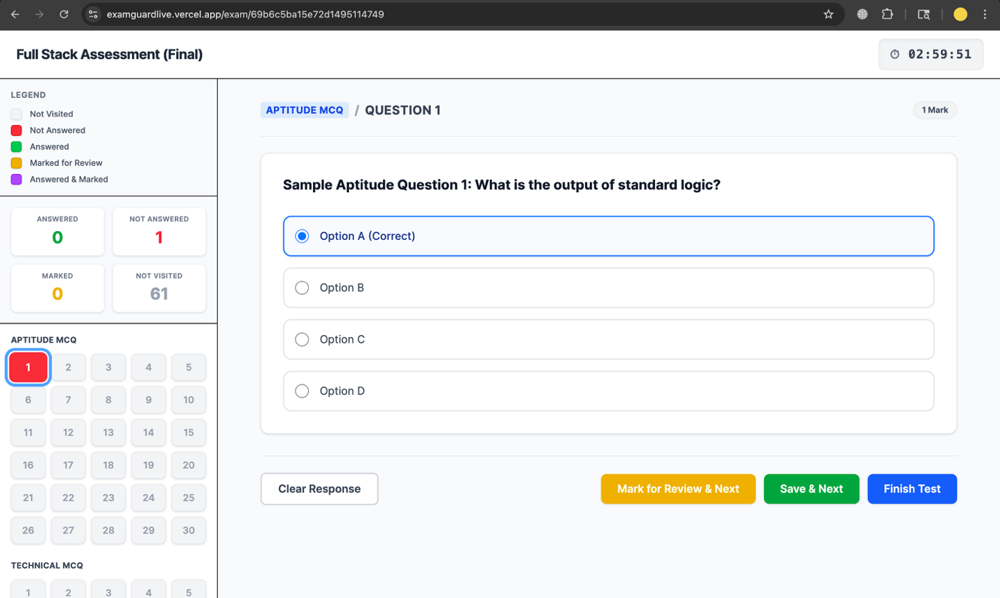 examguardlive.vercel.app/exam/69b6c5ba15e72d1495114749
Full Stack Assessment (Final)
02:59:51
LEGEND
Not Visited
Not Answered
Answered
Marked for Review
Answered & Marked
ANSWERED
0
NOT ANSWERED
1
MARKED
0
NOT VISITED
61
APTITUDE MCQ
1 2 3 4 5
6 7 8 9 10
11 12 13 14 15
16 17 18 19 20
21 22 23 24 25
26 27 28 29 30
TECHNICAL MCQ
1 2 3 4 5
APTITUDE MCQ / QUESTION 1
1 Mark
Sample Aptitude Question 1: What is the output of standard logic?
Option A (Correct)
Option B
Option C
Option D
Clear Response
Mark for Review & Next
Save & Next
Finish Test